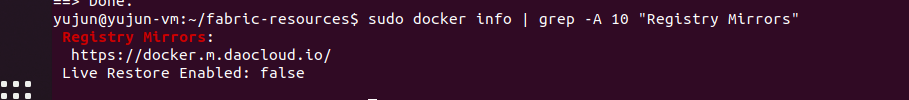 ==> Done.
yujun@yujun-vm:~/fabric-resources$ sudo docker info | grep -A 10 "Registry Mirrors"
Registry Mirrors:
https://docker.m.daocloud.io/
Live Restore Enabled: false